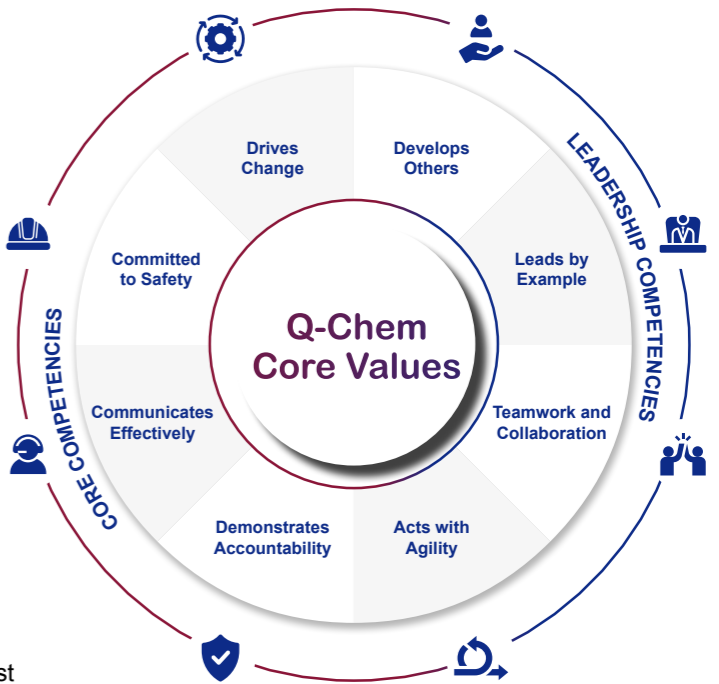 Drives
Change
Develops
Others
LEADERSHIP COMPETENCIES
Committed
to Safety
Leads by
Example
Q-Chem
Core Values
CORE COMPETENCIES
Communicates
Effectively
Teamwork and
Collaboration
Demonstrates
Accountability
Acts with
Agility
st